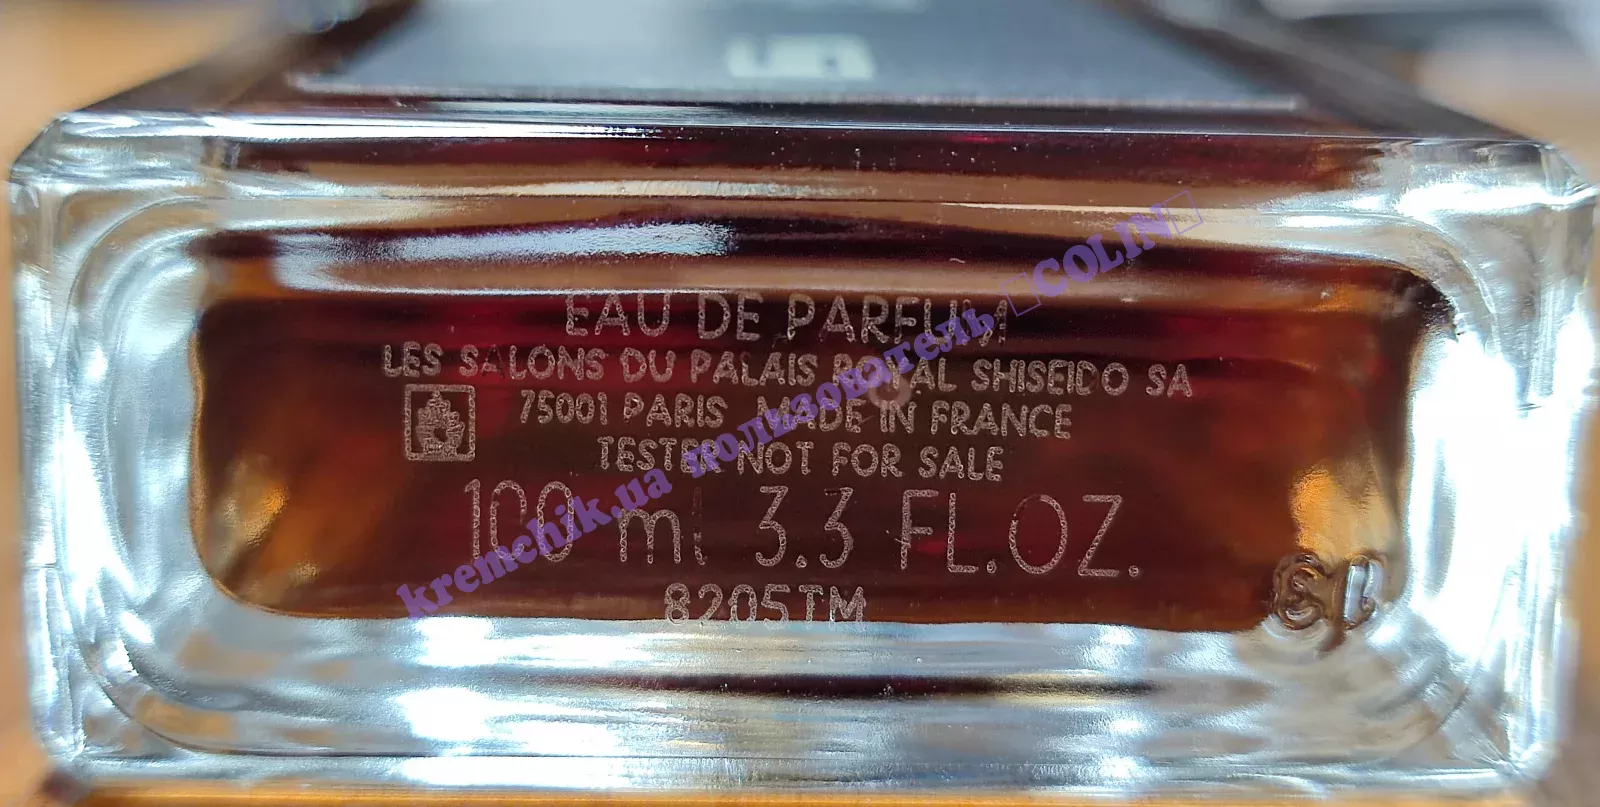 EAU DE PARFUM
LES SALONS DU PALAIS ROYAL SHISEIDO SA
75001 PARIS MADE IN FRANCE
TESTER NOT FOR SALE
100 ml 3.3 FL.OZ.
8205TM
kremchik.ua пользователь 【COLIN】